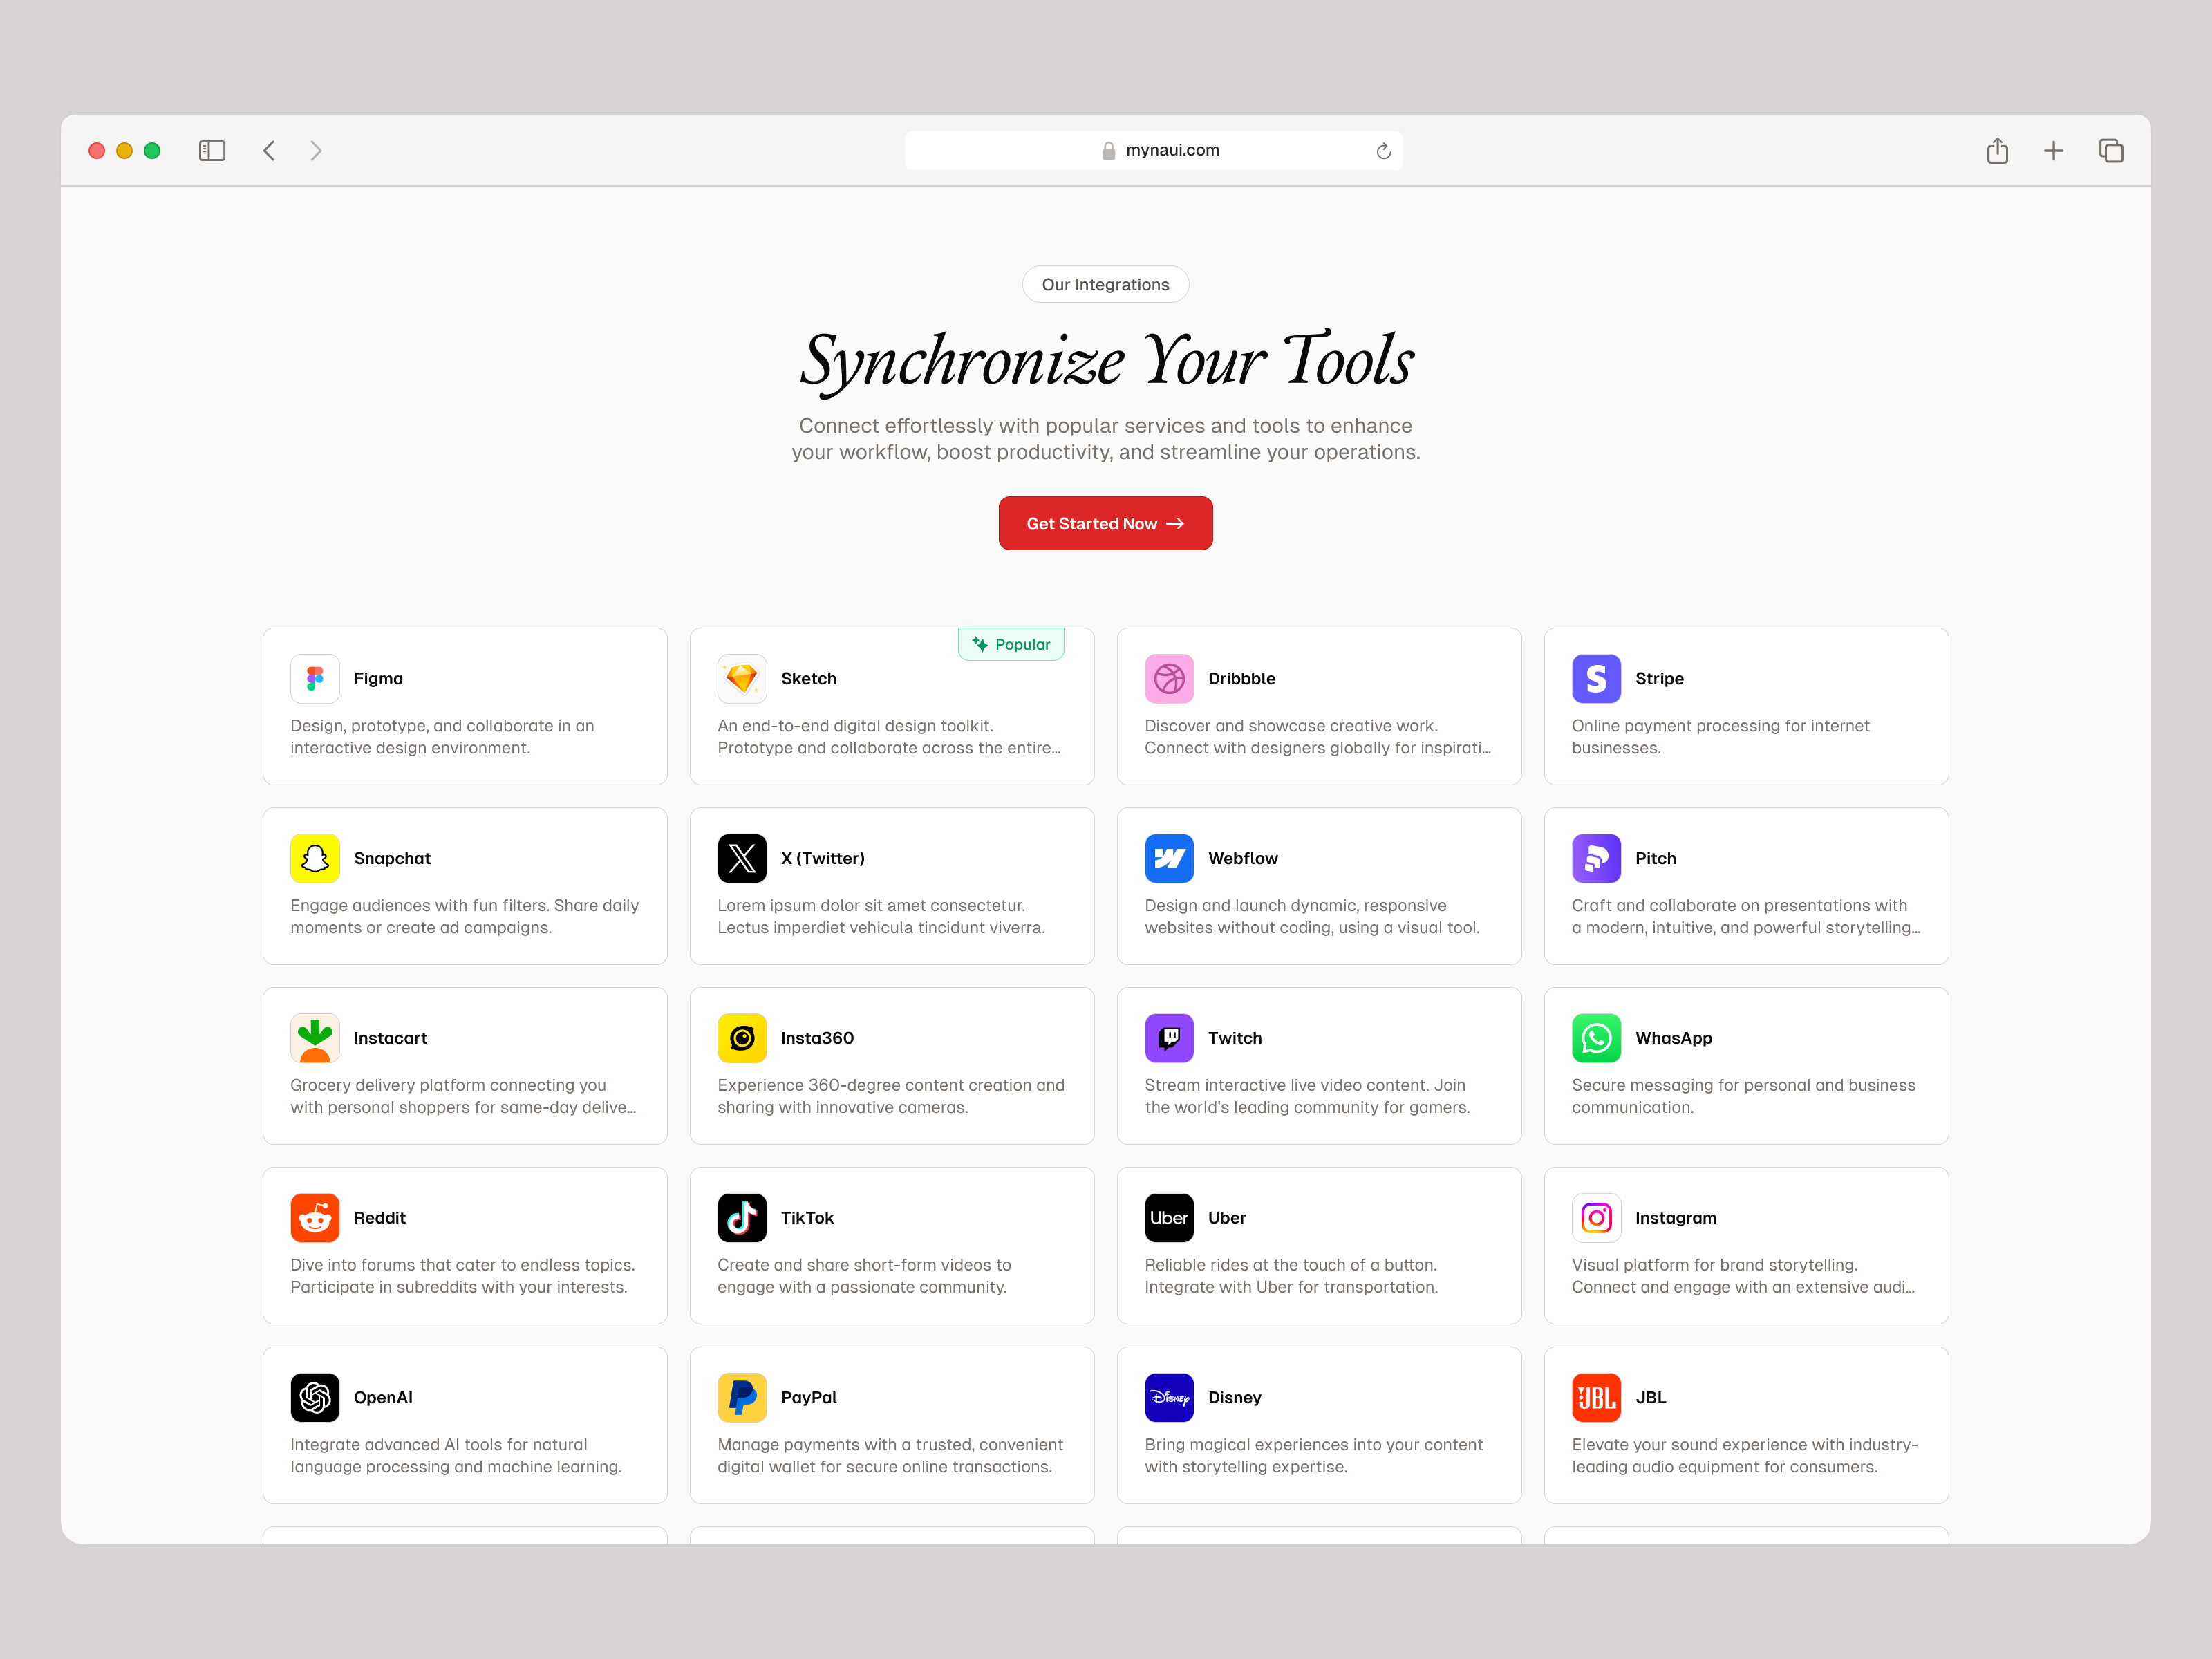 mynaui.com
Our Integrations
Synchronize Your Tools
Connect effortlessly with popular services and tools to enhance
your workflow, boost productivity, and streamline your operations.
Get Started Now →
Figma
Design, prototype, and collaborate in an
interactive design environment.
Popular
Sketch
An end-to-end digital design toolkit.
Prototype and collaborate across the entire...
Dribbble
Discover and showcase creative work.
Connect with designers globally for inspirati...
Stripe
Online payment processing for internet
businesses.
Snapchat
Engage audiences with fun filters. Share daily
moments or create ad campaigns.
X (Twitter)
Lorem ipsum dolor sit amet consectetur.
Lectus imperdiet vehicula tincidunt viverra.
Webflow
Design and launch dynamic, responsive
websites without coding, using a visual tool.
Pitch
Craft and collaborate on presentations with
a modern, intuitive, and powerful storytelling...
Instacart
Grocery delivery platform connecting you
with personal shoppers for same-day delive...
Insta360
Experience 360-degree content creation and
sharing with innovative cameras.
Twitch
Stream interactive live video content. Join
the world's leading community for gamers.
WhasApp
Secure messaging for personal and business
communication.
Reddit
Dive into forums that cater to endless topics.
Participate in subreddits with your interests.
TikTok
Create and share short-form videos to
engage with a passionate community.
Uber
Uber
Reliable rides at the touch of a button.
Integrate with Uber for transportation.
Instagram
Visual platform for brand storytelling.
Connect and engage with an extensive audi...
OpenAI
Integrate advanced AI tools for natural
language processing and machine learning.
PayPal
Manage payments with a trusted, convenient
digital wallet for secure online transactions.
Disney
Disney
Bring magical experiences into your content
with storytelling expertise.
JBL
JBL
Elevate your sound experience with industry-
leading audio equipment for consumers.